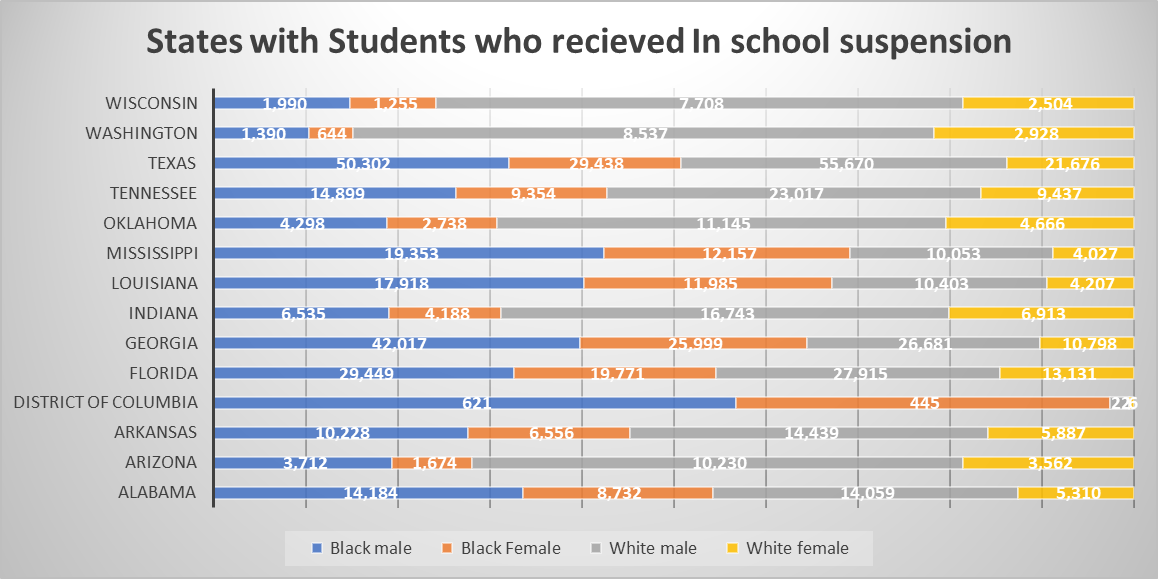 States with Students who recieved In school suspension
WISCONSIN 1,990 1,255 7,708 2,504
WASHINGTON 1,390 644 8,537 2,928
TEXAS 50,302 29,438 55,670 21,676
TENNESSEE 14,899 9,354 23,017 9,437
OKLAHOMA 4,298 2,738 11,145 4,666
MISSISSIPPI 19,353 12,157 10,053 4,027
LOUISIANA 17,918 11,985 10,403 4,207
INDIANA 6,535 4,188 16,743 6,913
GEORGIA 42,017 25,999 26,681 10,798
FLORIDA 29,449 19,771 27,915 13,131
DISTRICT OF COLUMBIA 621 445 22 6
ARKANSAS 10,228 6,556 14,439 5,887
ARIZONA 3,712 1,674 10,230 3,562
ALABAMA 14,184 8,732 14,059 5,310
Black male Black Female White male White female